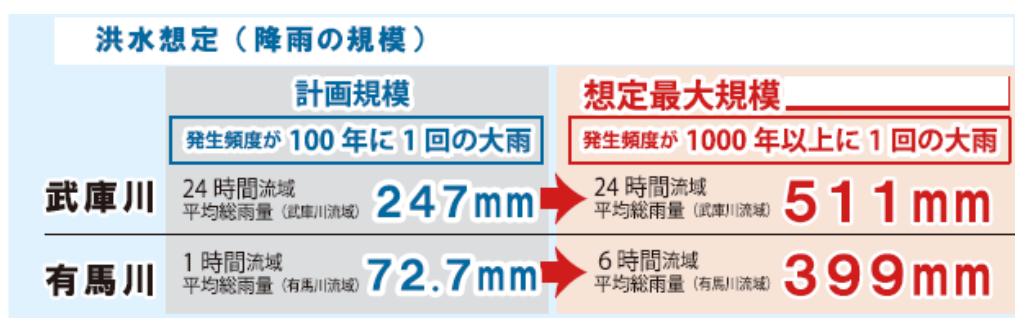 洪水想定（降雨の規模）
計画規模
想定最大規模
発生頻度が 100 年に 1 回の大雨
発生頻度が 1000 年以上に 1 回の大雨
武庫川
24 時間流域
平均総雨量（武庫川流域）
247mm
24 時間流域
平均総雨量（武庫川流域）
511mm
有馬川
1 時間流域
平均総雨量（有馬川流域）
72.7mm
6 時間流域
平均総雨量（有馬川流域）
399mm